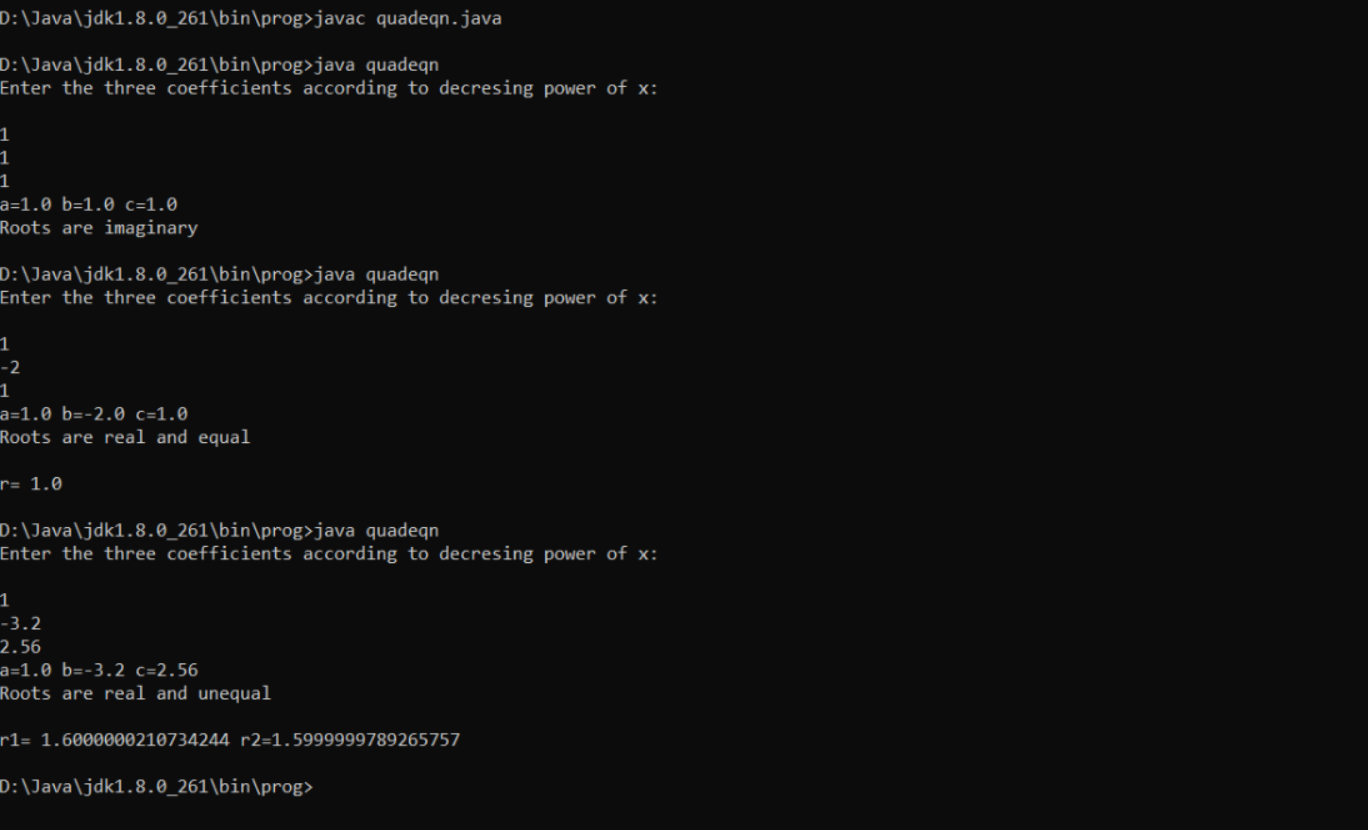 D:\Java\jdk1.8.0_261\bin\prog>javac quadeqn.java
D:\Java\jdk1.8.0_261\bin\prog>java quadeqn
Enter the three coefficients according to decresing power of x:
1
1
1
a=1.0 b=1.0 c=1.0
Roots are imaginary
D:\Java\jdk1.8.0_261\bin\prog>java quadeqn
Enter the three coefficients according to decresing power of x:
1
-2
1
a=1.0 b=-2.0 c=1.0
Roots are real and equal
r= 1.0
D:\Java\jdk1.8.0_261\bin\prog>java quadeqn
Enter the three coefficients according to decresing power of x:
1
-3.2
2.56
a=1.0 b=-3.2 c=2.56
Roots are real and unequal
r1= 1.6000000210734244 r2=1.5999999789265757
D:\Java\jdk1.8.0_261\bin\prog>